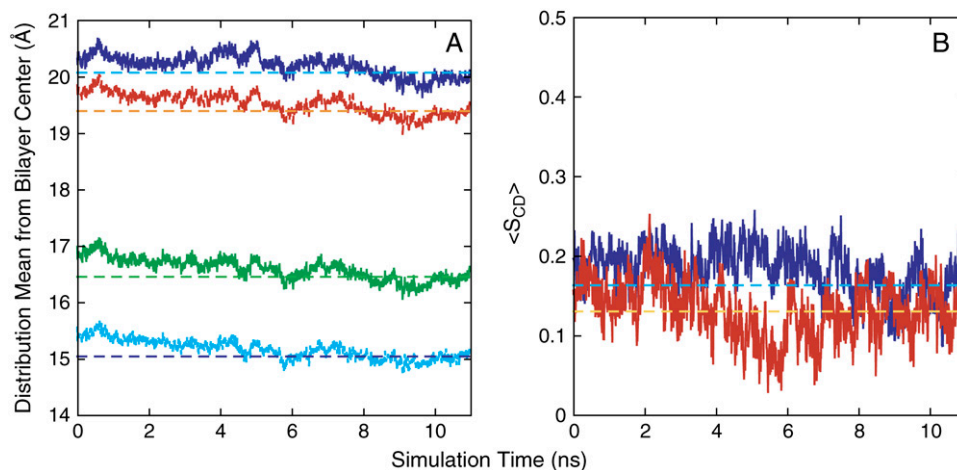 A
B
Distribution Mean from Bilayer Center (Å)
21
20
19
18
17
16
15
14
0 2 4 6 8 10
<S_CD>
0.5
0.4
0.3
0.2
0.1
0
0 2 4 6 8 10
Simulation Time (ns)